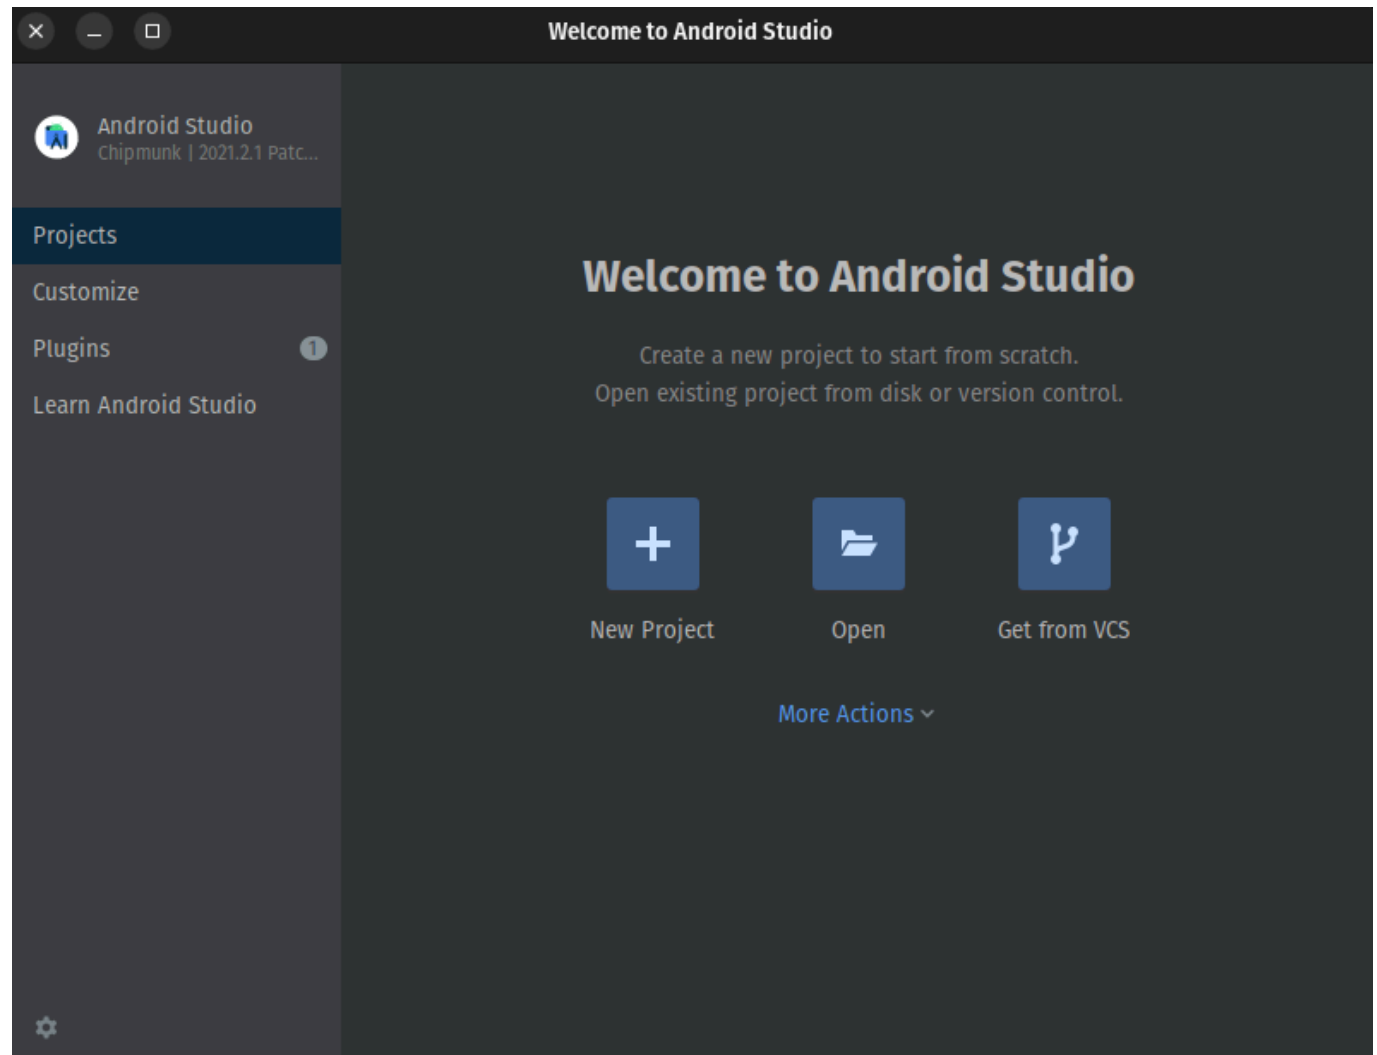 Welcome to Android Studio
Android Studio
Chipmunk | 2021.2.1 Patc...
Projects
Customize
Plugins 1
Learn Android Studio
Welcome to Android Studio
Create a new project to start from scratch.
Open existing project from disk or version control.
New Project
Open
Get from VCS
More Actions